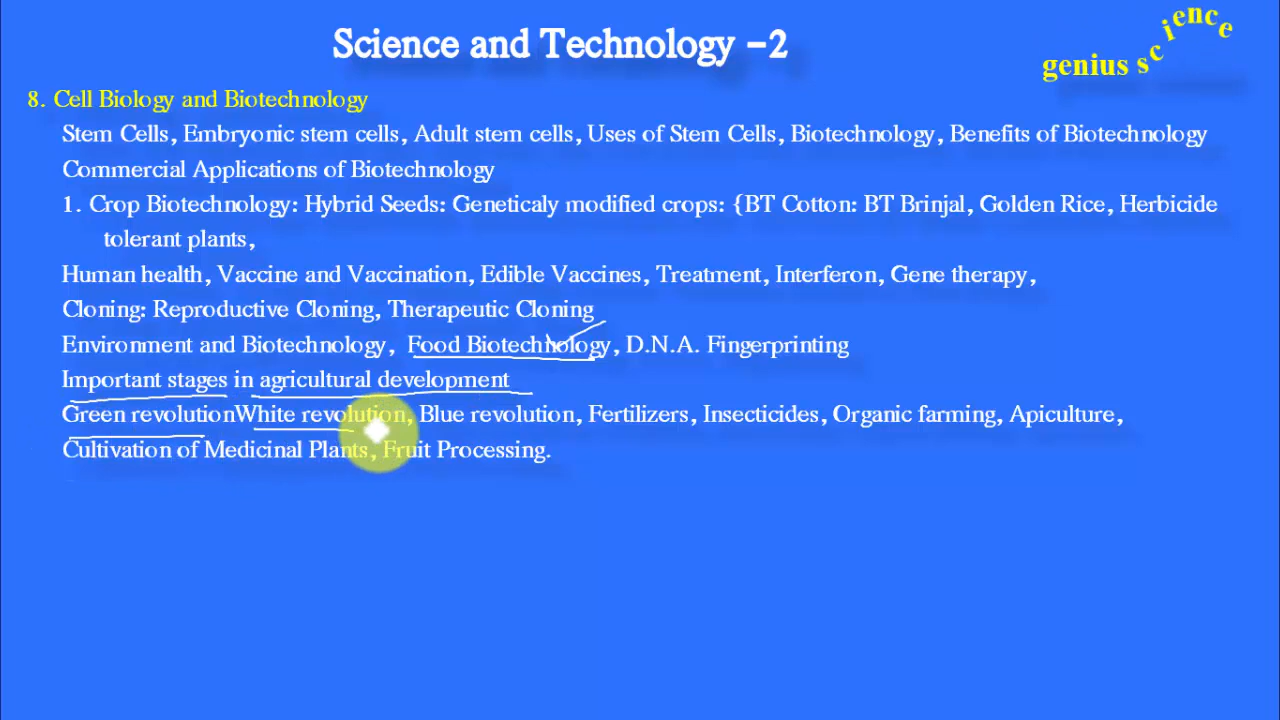 Science and Technology -2
genius science
8. Cell Biology and Biotechnology
Stem Cells, Embryonic stem cells, Adult stem cells, Uses of Stem Cells, Biotechnology, Benefits of Biotechnology
Commercial Applications of Biotechnology
1. Crop Biotechnology: Hybrid Seeds: Geneticaly modified crops: {BT Cotton: BT Brinjal, Golden Rice, Herbicide
tolerant plants,
Human health, Vaccine and Vaccination, Edible Vaccines, Treatment, Interferon, Gene therapy,
Cloning: Reproductive Cloning, Therapeutic Cloning
Environment and Biotechnology, Food Biotechnology, D.N.A. Fingerprinting
Important stages in agricultural development
Green revolutionWhite revolution, Blue revolution, Fertilizers, Insecticides, Organic farming, Apiculture,
Cultivation of Medicinal Plants, Fruit Processing.